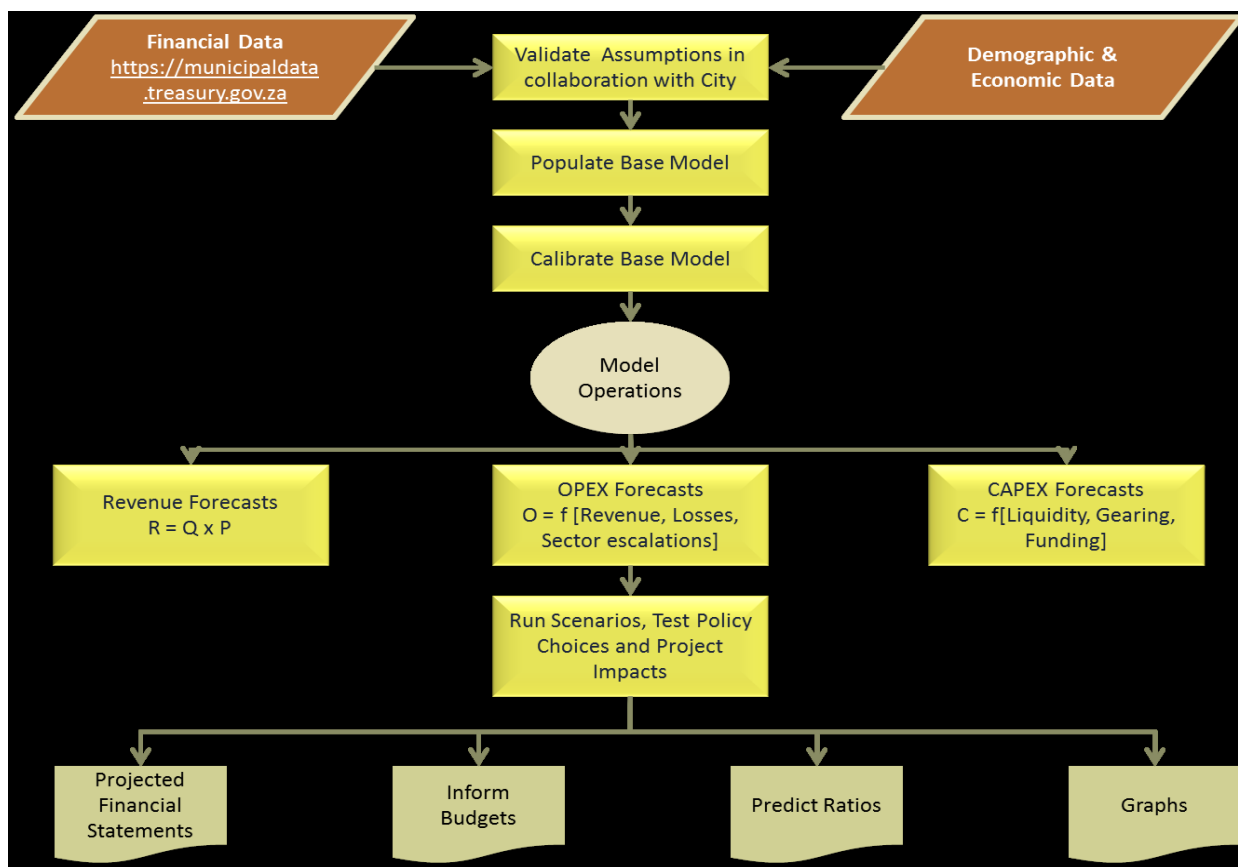 Financial Data
https://municipaldata
.treasury.gov.za
Validate Assumptions in
collaboration with City
Demographic &
Economic Data
Populate Base Model
Calibrate Base Model
Model
Operations
Revenue Forecasts
R = Q x P
OPEX Forecasts
O = f [Revenue, Losses,
Sector escalations]
CAPEX Forecasts
C = f[Liquidity, Gearing,
Funding]
Run Scenarios, Test Policy
Choices and Project
Impacts
Projected
Financial
Statements
Inform
Budgets
Predict Ratios
Graphs